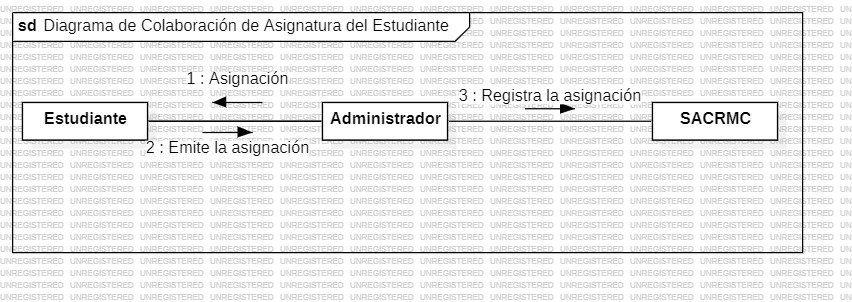 sd Diagrama de Colaboración de Asignatura del Estudiante
1 : Asignación
3 : Registra la asignación
Estudiante
Administrador
SACRMC
2 : Emite la asignación
UNREGISTERED